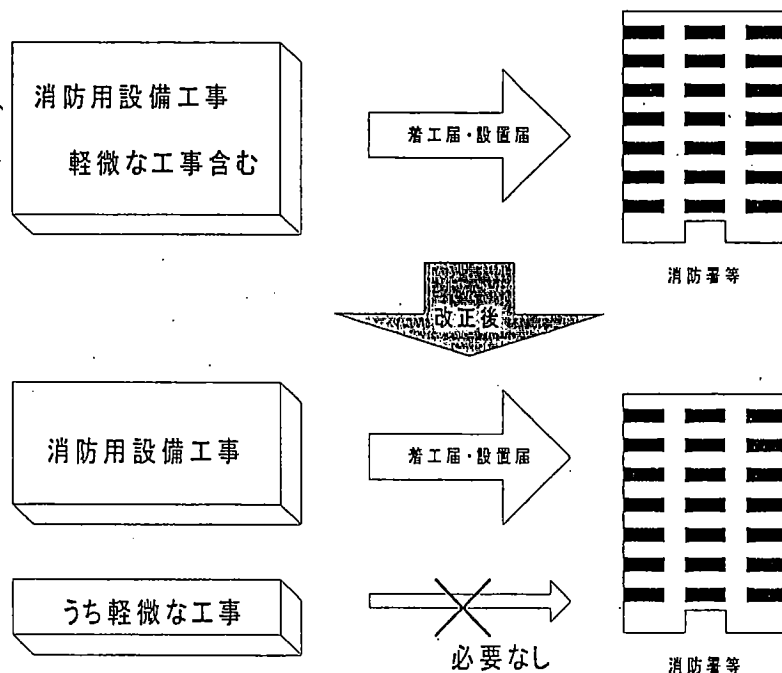 消防用設備工事
軽微な工事含む
着工届・設置届
消防署等
改正後
消防用設備工事
着工届・設置届
うち軽微な工事
必要なし
消防署等